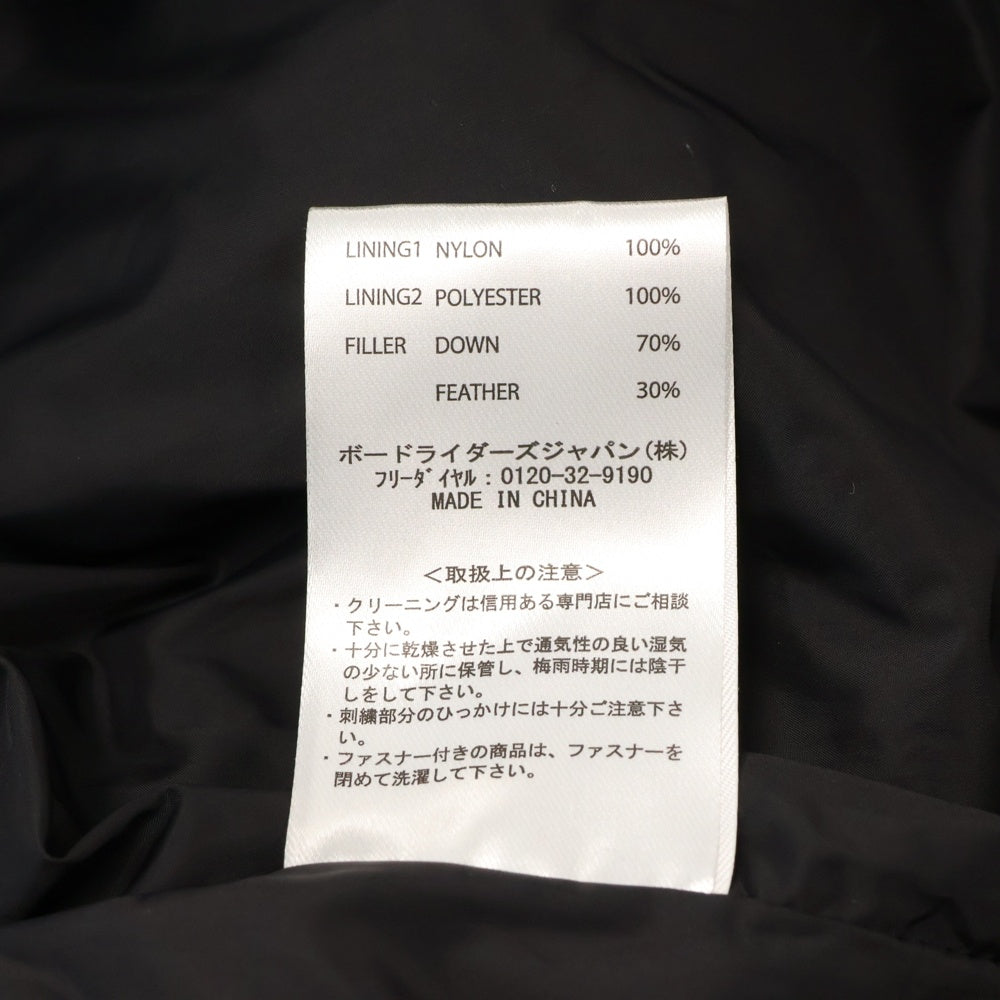 LINING1 NYLON 100%
LINING2 POLYESTER 100%
FILLER DOWN 70%
FEATHER 30%
ボードライダーズジャパン(株)
ﾌﾘｰﾀﾞｲﾔﾙ:0120-32-9190
MADE IN CHINA
<取扱上の注意>
・クリーニングは信用ある専門店にご相談
下さい。
・十分に乾燥させた上で通気性の良い湿気
の少ない所に保管し、梅雨時期には陰干
しをして下さい。
・刺繍部分のひっかけには十分ご注意下さ
い。
・ファスナー付きの商品は、ファスナーを
閉めて洗濯して下さい。